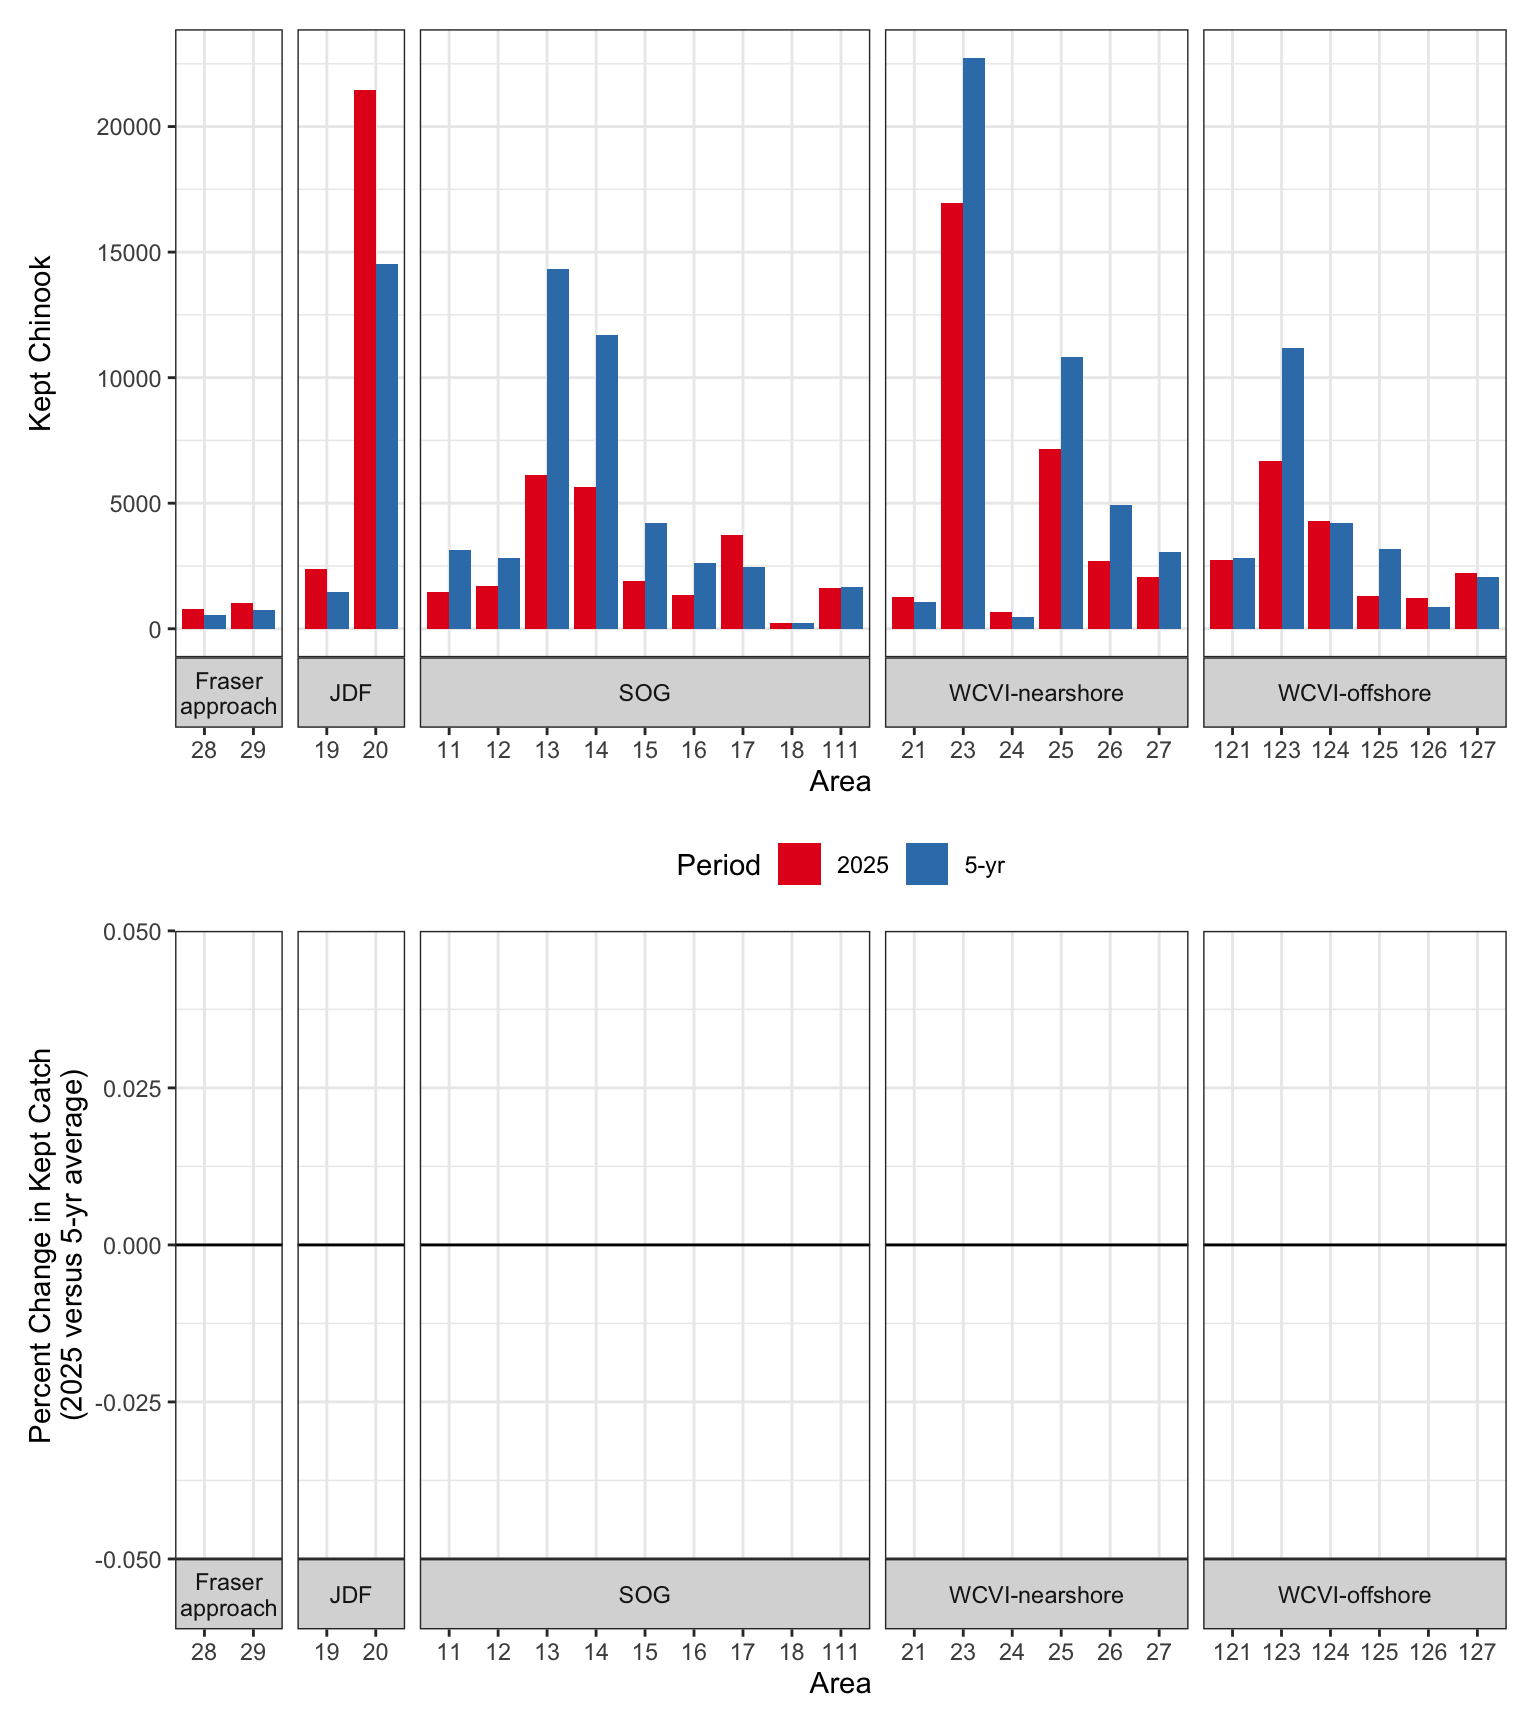 Kept Chinook
20000
15000
10000
5000
0
Fraser
approach
JDF
SOG
WCVI-nearshore
WCVI-offshore
28 29 19 20 11 12 13 14 15 16 17 18 111 21 23 24 25 26 27 121 123 124 125 126 127
Area
Period 2025 5-yr
Percent Change in Kept Catch
(2025 versus 5-yr average)
0.050
0.025
0.000
-0.025
-0.050
Fraser
approach
JDF
SOG
WCVI-nearshore
WCVI-offshore
28 29 19 20 11 12 13 14 15 16 17 18 111 21 23 24 25 26 27 121 123 124 125 126 127
Area